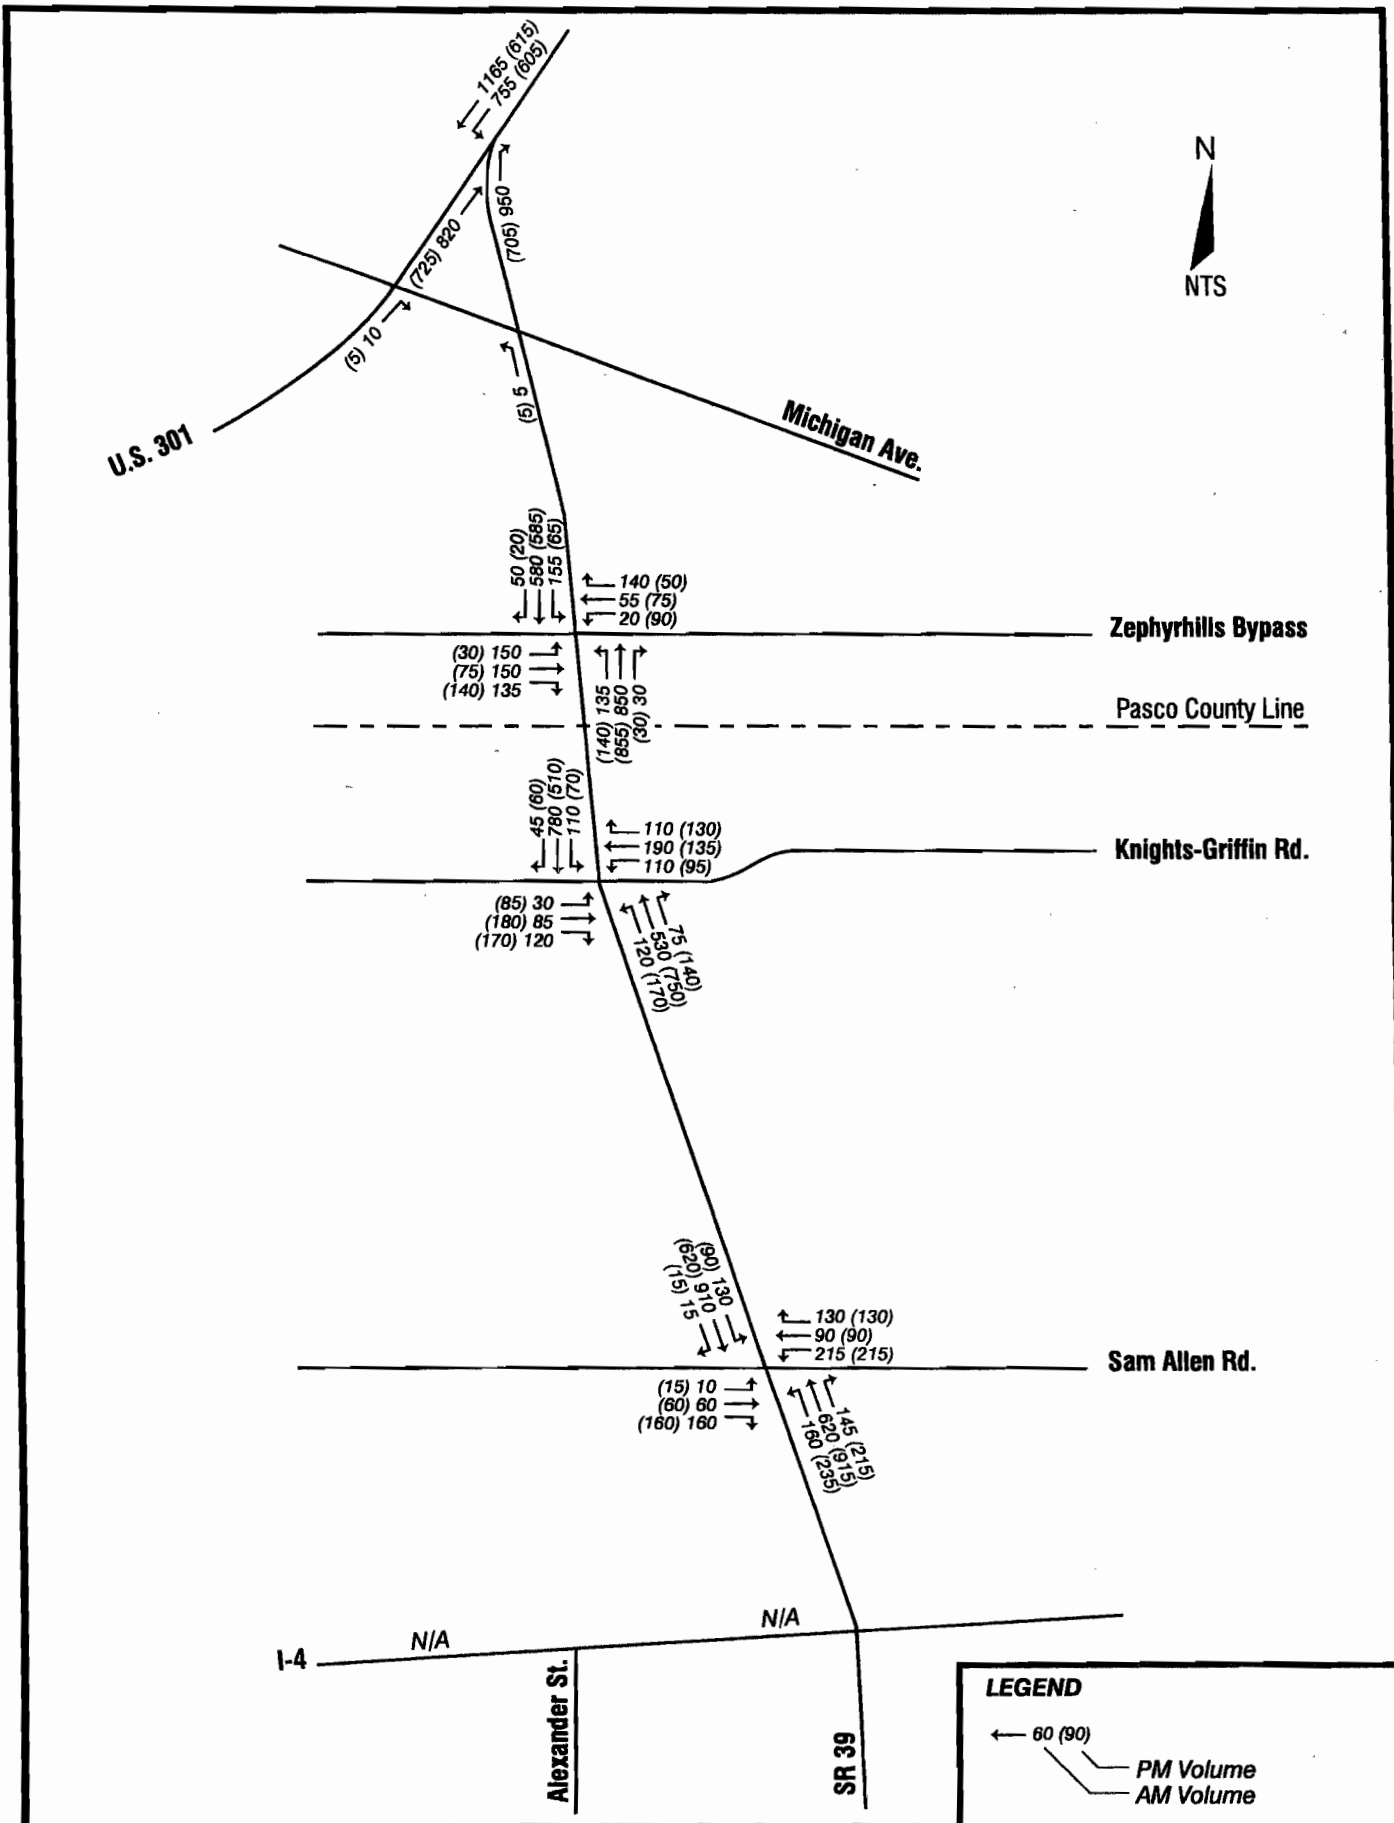 1165 (615)
755 (605)
N
NTS
(705) 950
(725) 820
(5) 10
(5) 5
U.S. 301
Michigan Ave.
50 (20)
580 (585)
155 (65)
140 (50)
55 (75)
20 (90)
Zephyrhills Bypass
(30) 150
(75) 150
(140) 135
(140) 135
(855) 850
(30) 30
Pasco County Line
45 (60)
780 (510)
110 (70)
110 (130)
190 (135)
110 (95)
Knights-Griffin Rd.
(85) 30
(180) 85
(170) 120
75 (140)
530 (750)
120 (170)
(90) 130
(620) 910
(15) 15
130 (130)
90 (90)
215 (215)
Sam Allen Rd.
(15) 10
(60) 60
(160) 160
145 (215)
620 (915)
160 (235)
N/A
N/A
I-4
Alexander St.
SR 39
LEGEND
60 (90)
PM Volume
AM Volume